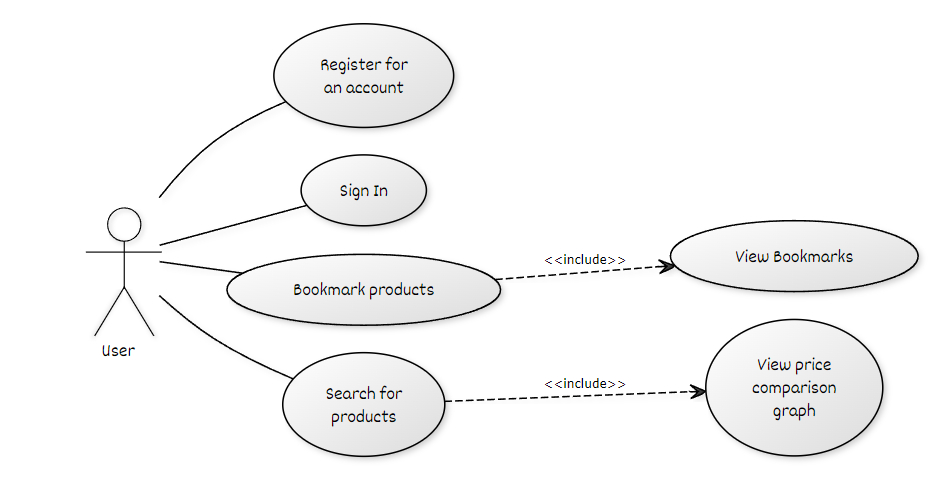 Register for
an account
Sign In
<<include>>
View Bookmarks
Bookmark products
User
Search for
products
<<include>>
View price
comparison
graph